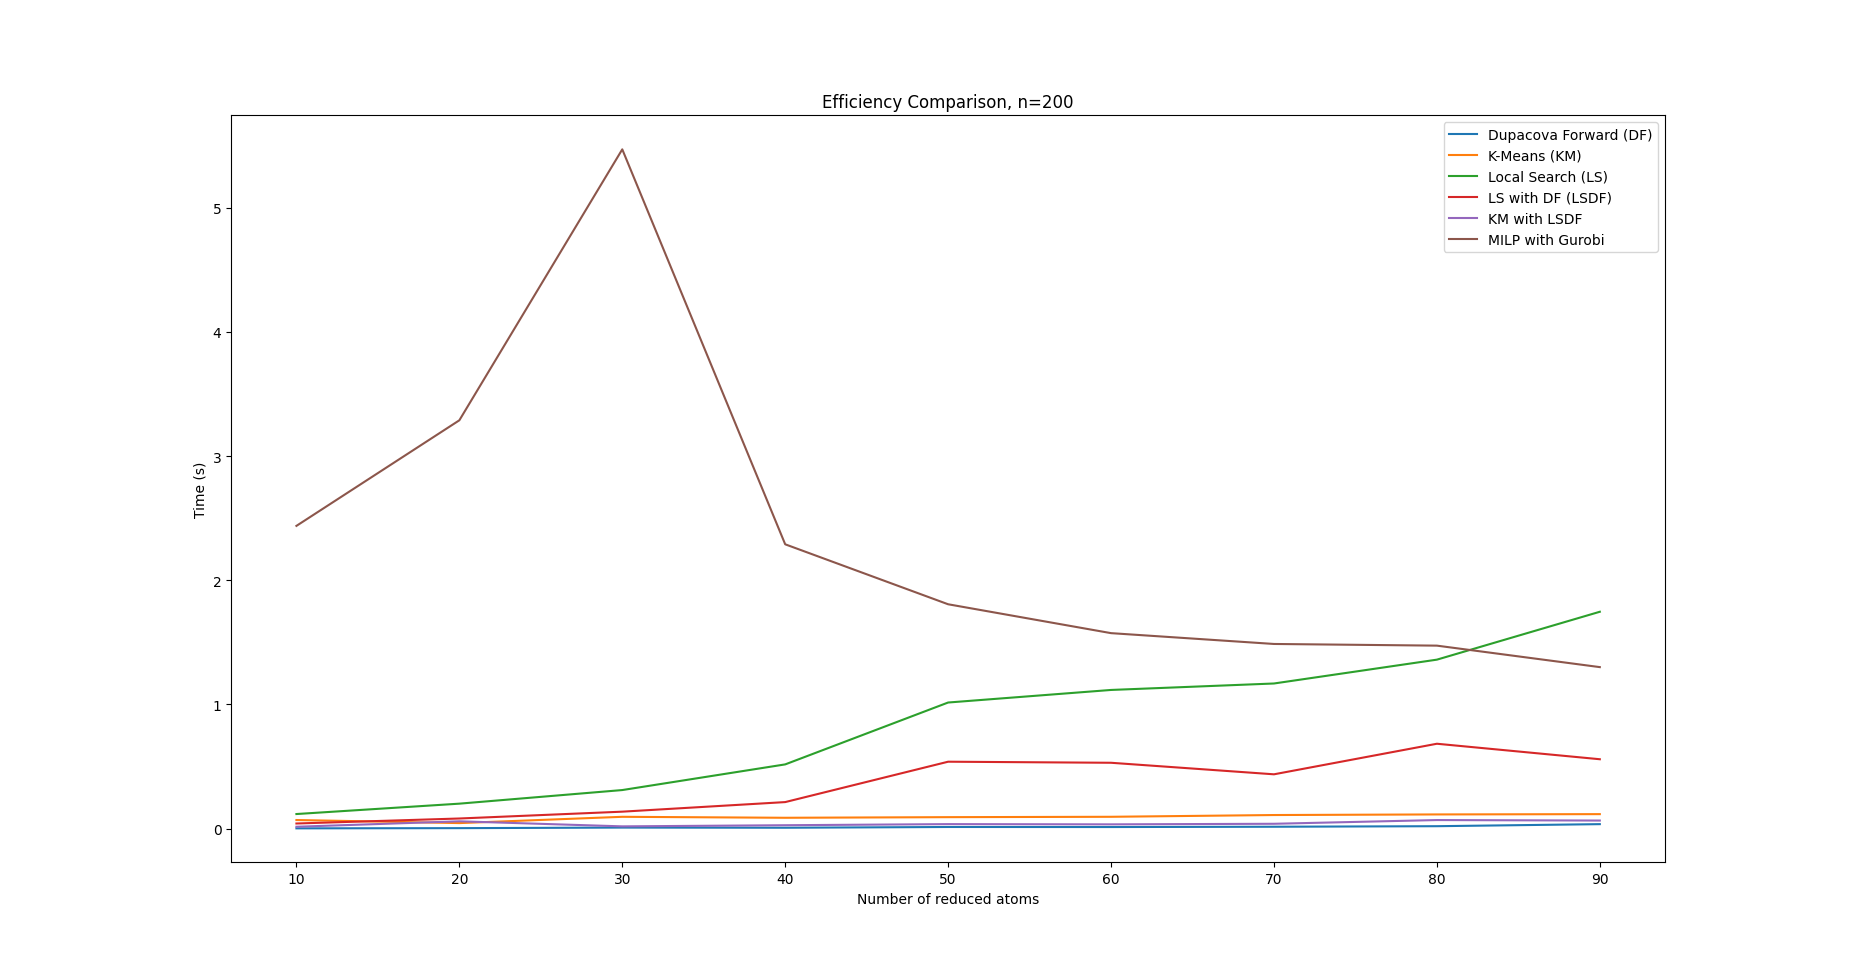 Efficiency Comparison, n=200
Dupacova Forward (DF)
K-Means (KM)
Local Search (LS)
LS with DF (LSDF)
KM with LSDF
MILP with Gurobi
Time (s)
5
4
3
2
1
0
10 20 30 40 50 60 70 80 90
Number of reduced atoms